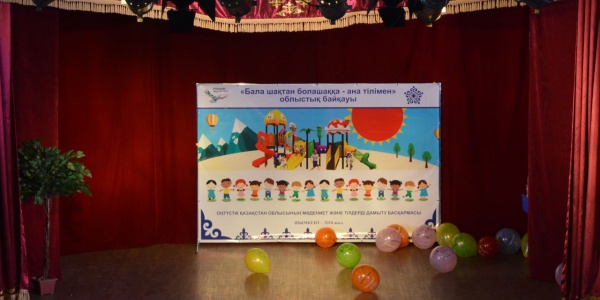 «Бала шақтан болашаққа - ана тілімен»
облыстық байқауы
ОҢТҮСТІК ҚАЗАҚСТАН ОБЛЫСЫНЫҢ МӘДЕНИЕТ ЖӘНЕ ТІЛДЕРДІ ДАМЫТУ БАСҚАРМАСЫ